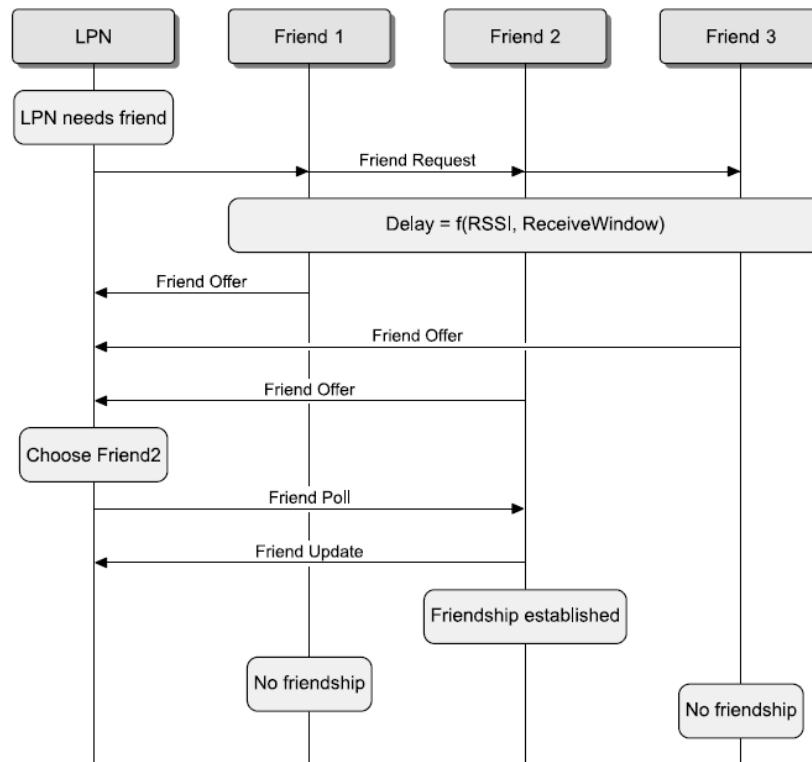 LPN
Friend 1
Friend 2
Friend 3
LPN needs friend
Friend Request
Delay = f(RSSI, ReceiveWindow)
Friend Offer
Friend Offer
Friend Offer
Choose Friend2
Friend Poll
Friend Update
Friendship established
No friendship
No friendship